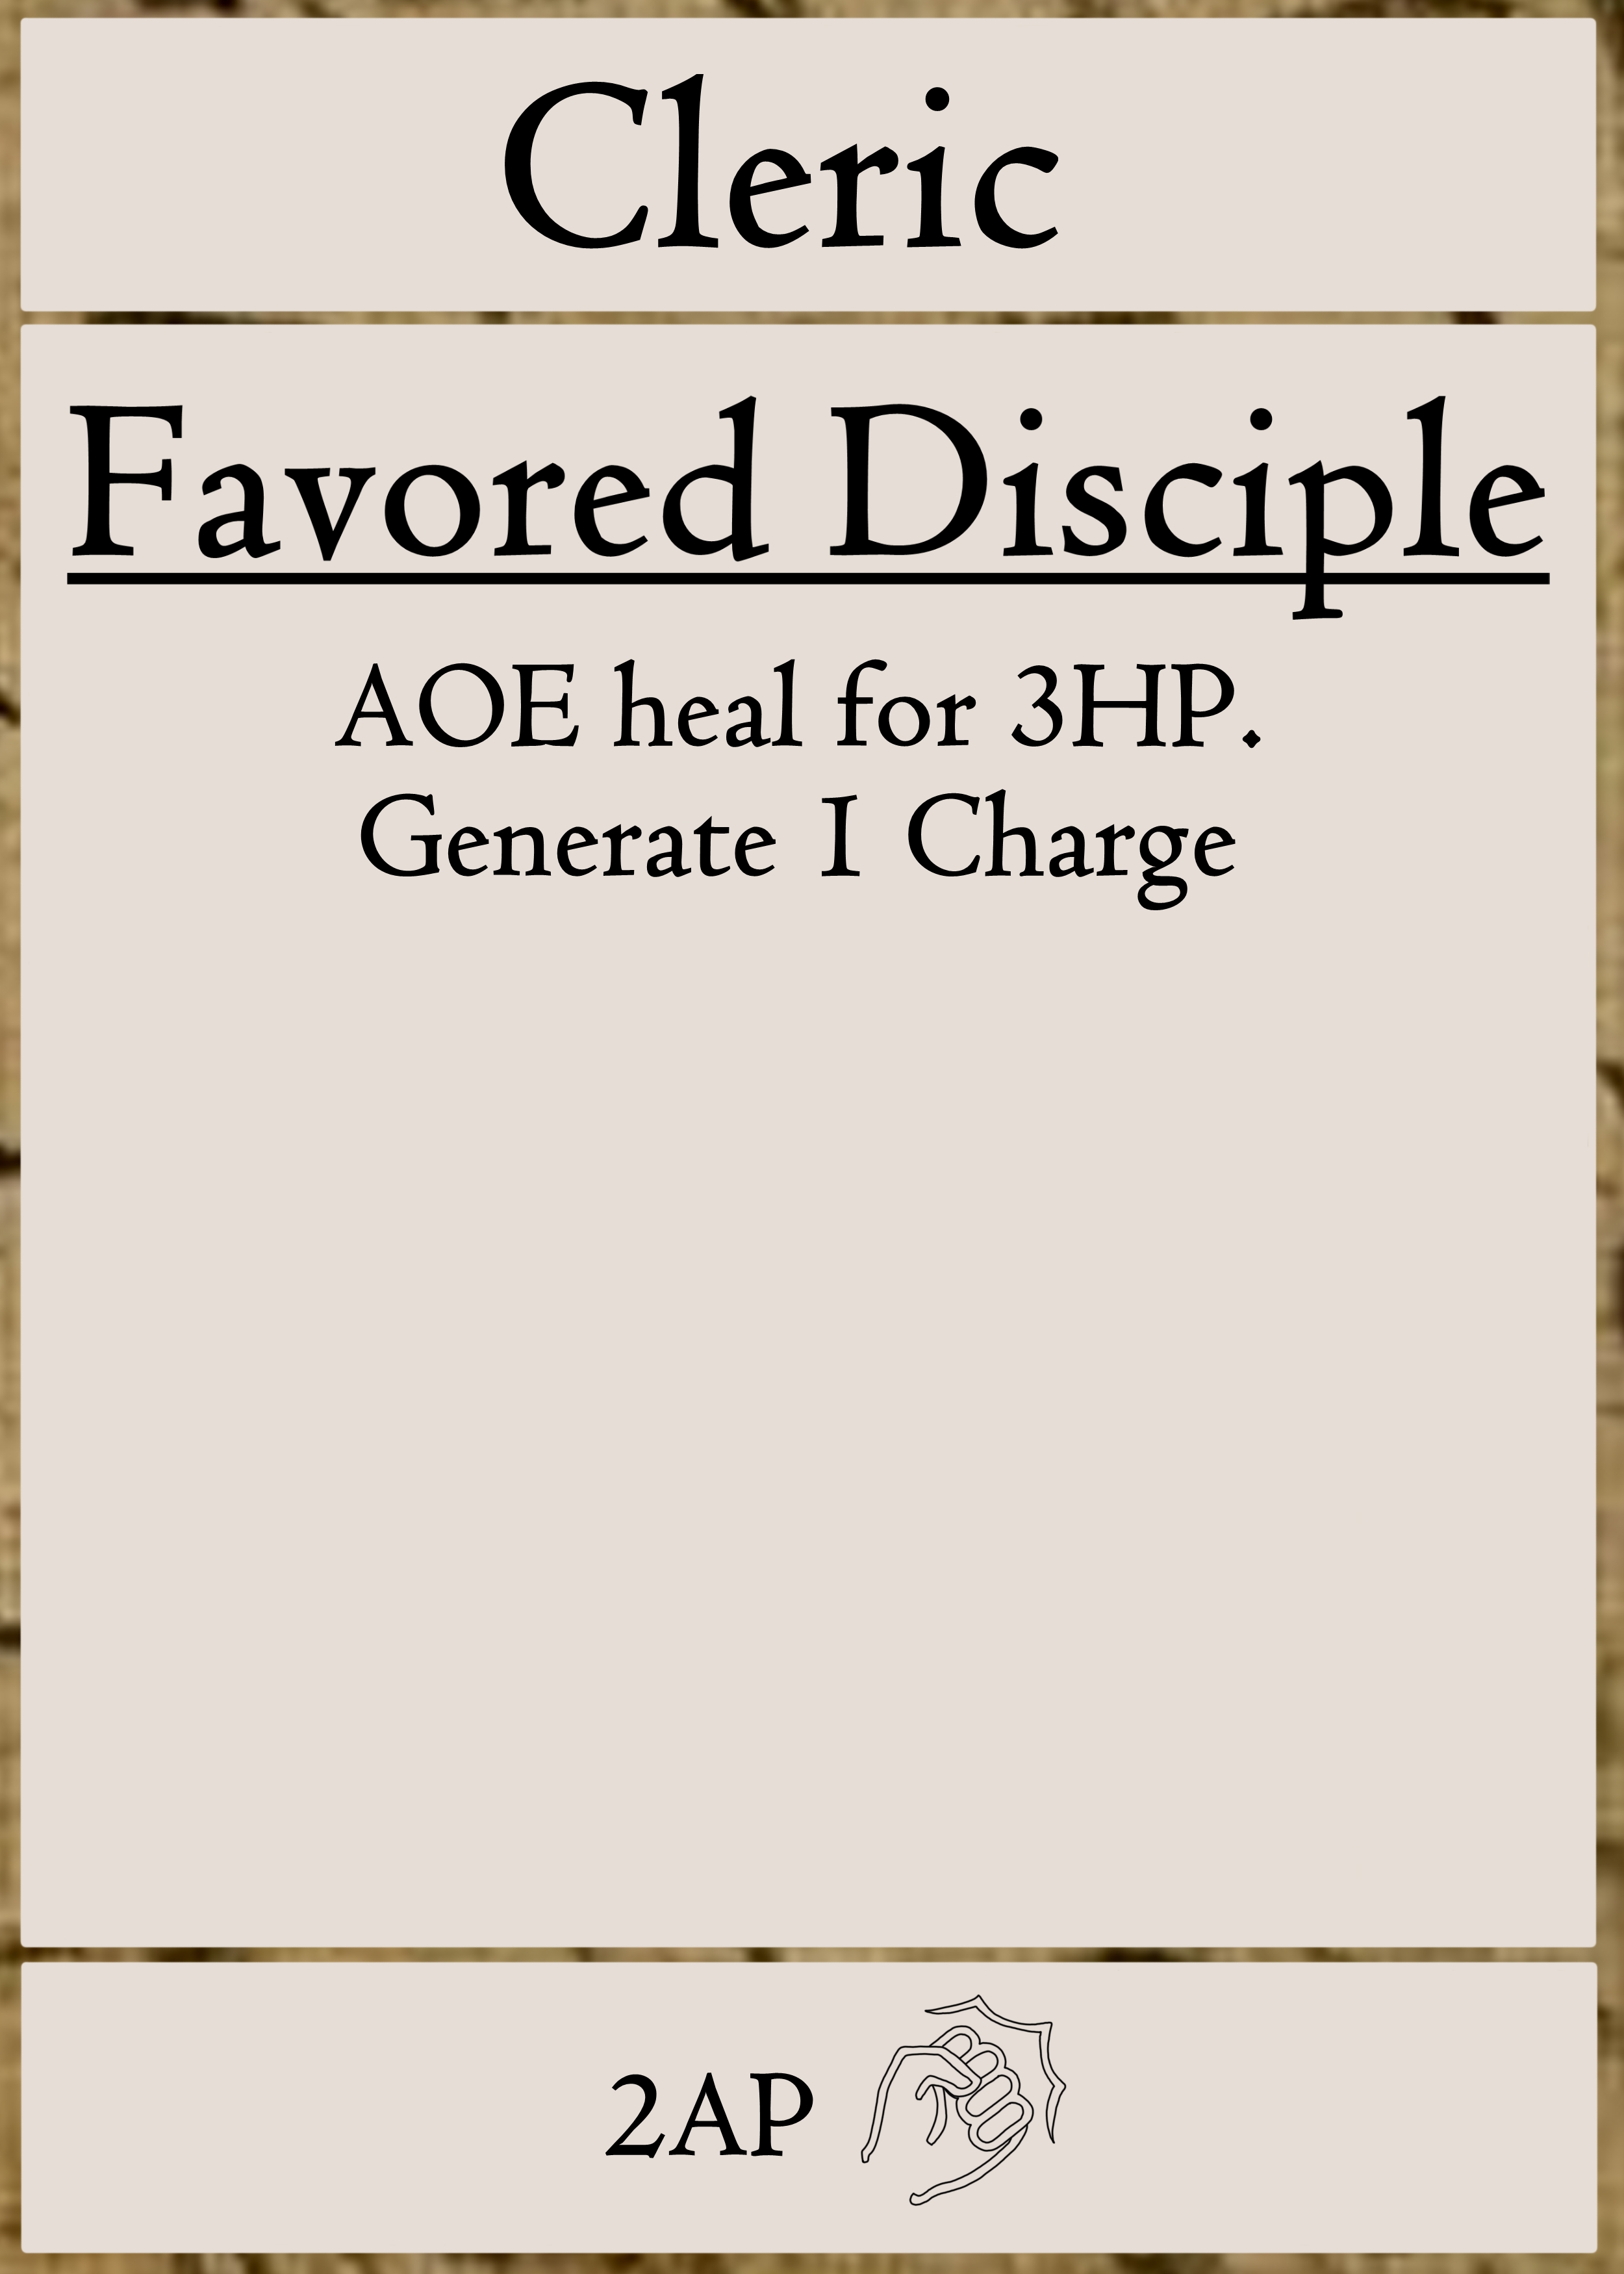 Cleric
Favored Disciple
AOE heal for 3HP.
Generate 1 Charge
2AP